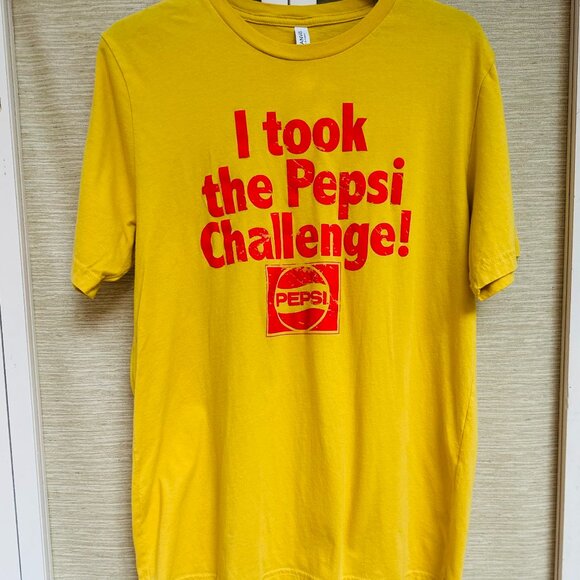 I took
the Pepsi
Challenge!
PEPSI